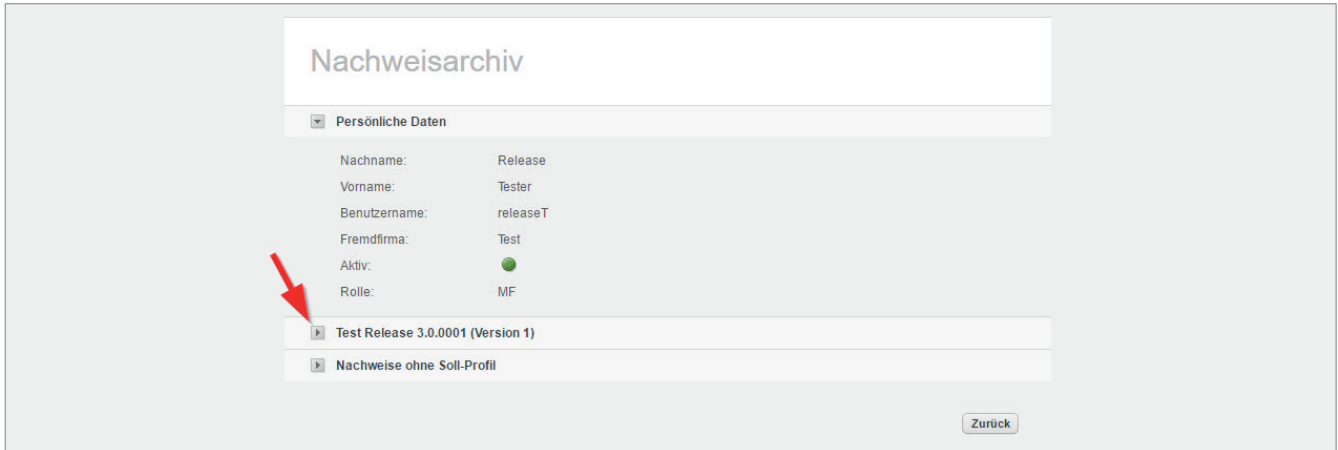 Nachweisarchiv
Persönliche Daten
Nachname: Release
Vorname: Tester
Benutzername: releaseT
Fremdfirma: Test
Aktiv:
Rolle: MF
Test Release 3.0.0001 (Version 1)
Nachweise ohne Soll-Profil
Zurück